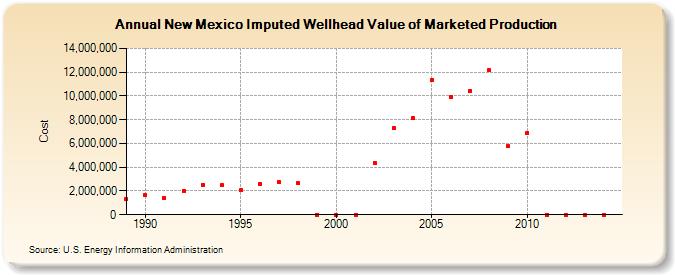 Annual New Mexico Imputed Wellhead Value of Marketed Production
Cost
14,000,000
12,000,000
10,000,000
8,000,000
6,000,000
4,000,000
2,000,000
0
1990 1995 2000 2005 2010
Source: U.S. Energy Information Administration